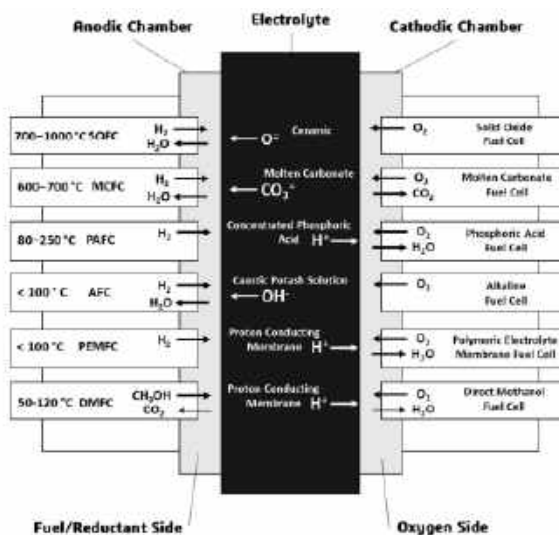 Anodic Chamber
Electrolyte
Cathodic Chamber
700-1000 °C SOFC
H₂
H₂O
O⁼
Ceramic
O₂
Solid Oxide
Fuel Cell
600-700 °C MCFC
H₂
H₂O
Molten Carbonate
CO₃⁼
O₂
CO₂
Molten Carbonate
Fuel Cell
80-250 °C PAFC
H₂
Concentrated Phosphoric
Acid H⁺
O₂
H₂O
Phosphoric Acid
Fuel Cell
< 100 °C AFC
H₂
H₂O
Caustic Potash Solution
OH⁻
O₂
Alkaline
Fuel Cell
< 100 °C PEMFC
H₂
Proton Conducting
Membrane H⁺
O₂
H₂O
Polymeric Electrolyte
Membrane Fuel Cell
50-120 °C DMFC
CH₃OH
CO₂
Proton-Conducting
Membrane H⁺
O₂
H₂O
Direct Methanol
Fuel Cell
Fuel/Reductant Side
Oxygen Side